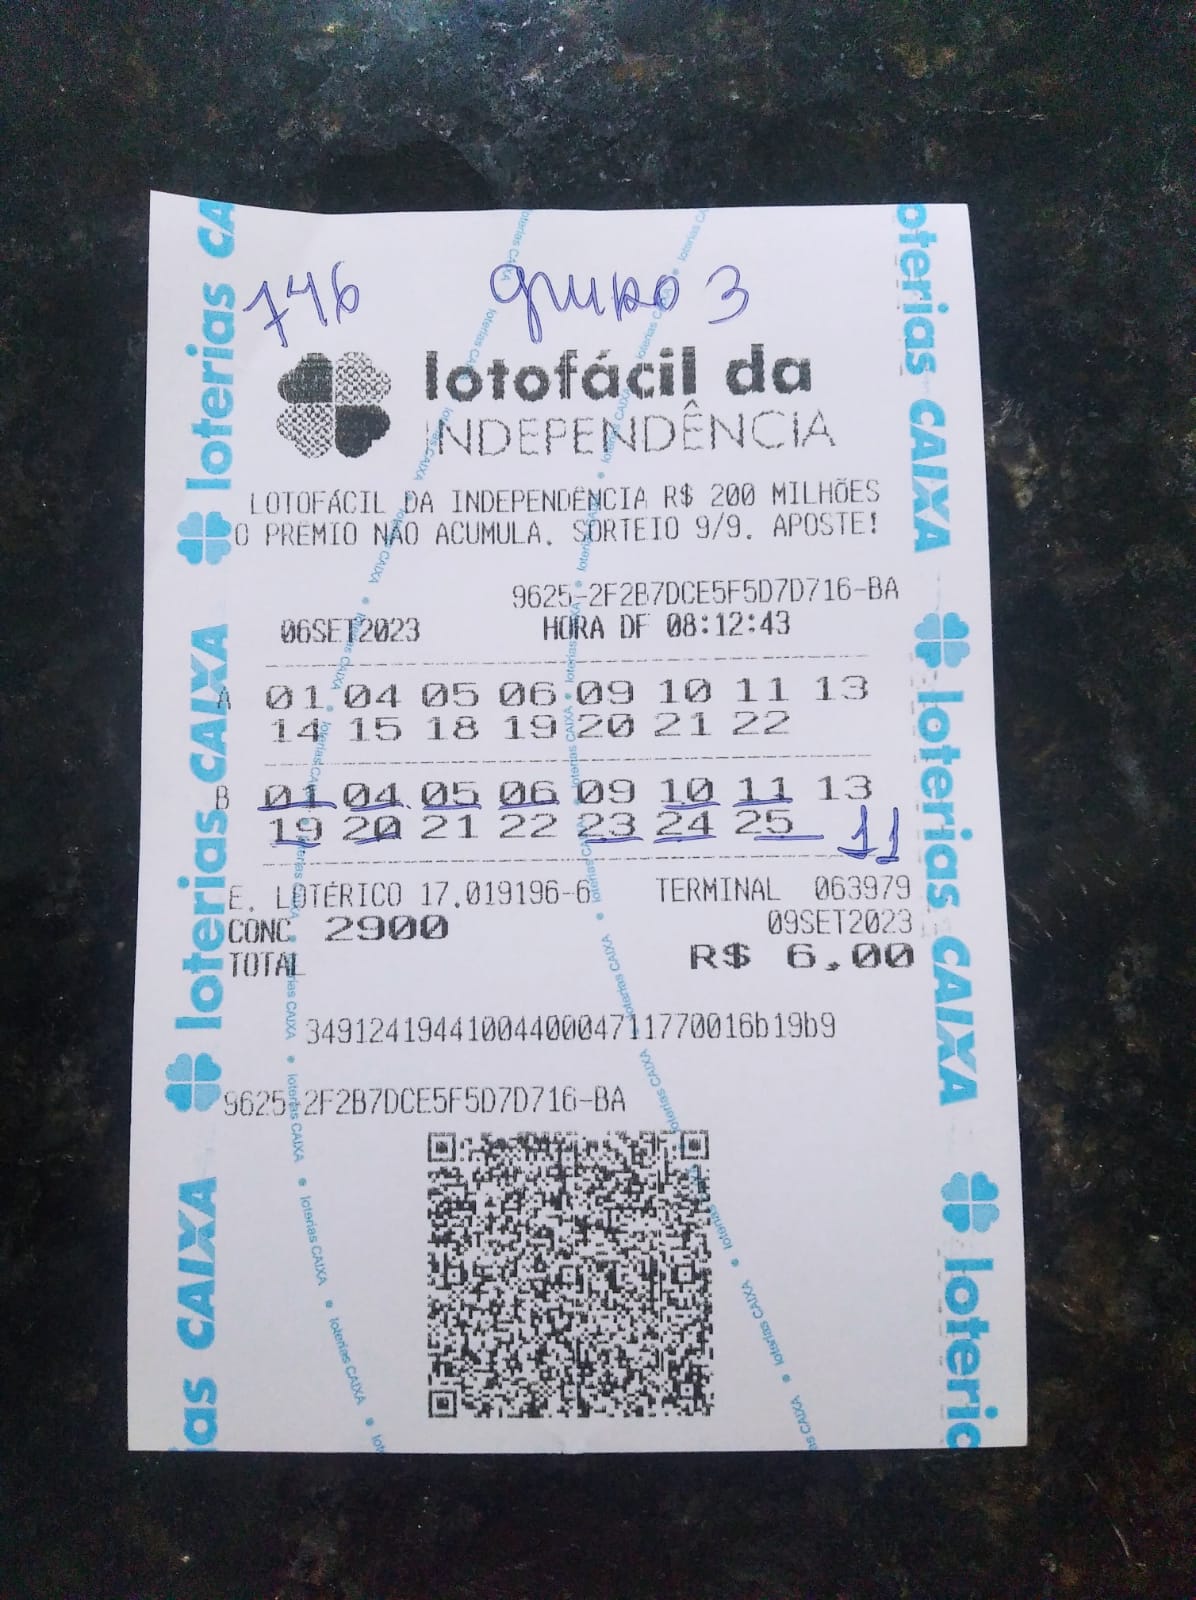 746 grupo 3
lotofácil da
INDEPENDÊNCIA
LOTOFÁCIL DA INDEPENDÊNCIA R$ 200 MILHÕES
O PRÊMIO NÃO ACUMULA. SORTEIO 9/9. APOSTE!
9625-2F2B7DCE5F5D7D716-BA
06SET2023 HORA DF 08:12:43
A 01 04 05 06 09 10 11 13
14 15 18 19 20 21 22
B 01 04 05 06 09 10 11 13
19 20 21 22 23 24 25 11
E. LOTÉRICO 17.019196-6 TERMINAL 063979
CONC 2900 09SET2023
TOTAL R$ 6,00
3491241944100440004711770016b19b9
9625-2F2B7DCE5F5D7D716-BA
loterias CAIXA
loterias CAIXA
loterias CAIXA
loterias CAIXA